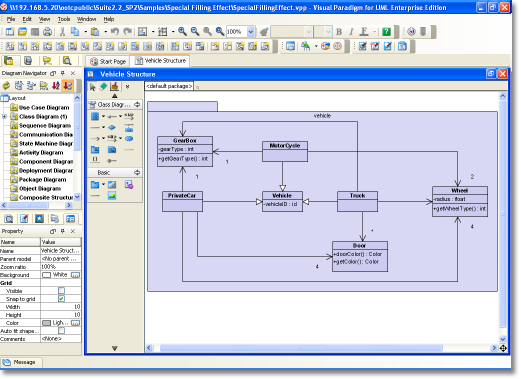 \\192.168.5.20\ootcpublic\Suite2.2_SP2\Samples\Special Filling Effect\SpecialFillingEffect.vpp - Visual Paradigm for UML Enterprise Edition
File Edit View Tools Window Help
100%
Diagram Navigator
Start Page
Vehicle Structure
Layout
Use Case Diagram
Class Diagram (1)
Sequence Diagram
Communication Dia
State Machine Diagr
Activity Diagram
Component Diagram
Deployment Diagram
Package Diagram
Object Diagram
Composite Structur
Property
Name Value
Name Vehicle Struct...
Parent model <No parent ...
Zoom ratio 100%
Background White
Grid
Visible
Snap to grid
Width 10
Height 10
Color Ligh...
Auto fit shape...
Comments <None>
Message
Vehicle Structure
Class Diagr...
Basic
<default package>
vehicle
GearBox
-gearType : int
+getGearType() : int
MotorCycle
1
2
1
PrivateCar
Vehicle
-vehicleID : id
Truck
Wheel
-radius : float
+getWheelType() : int
*
4
Door
+doorColor() : Color
+getColor() : Color
4